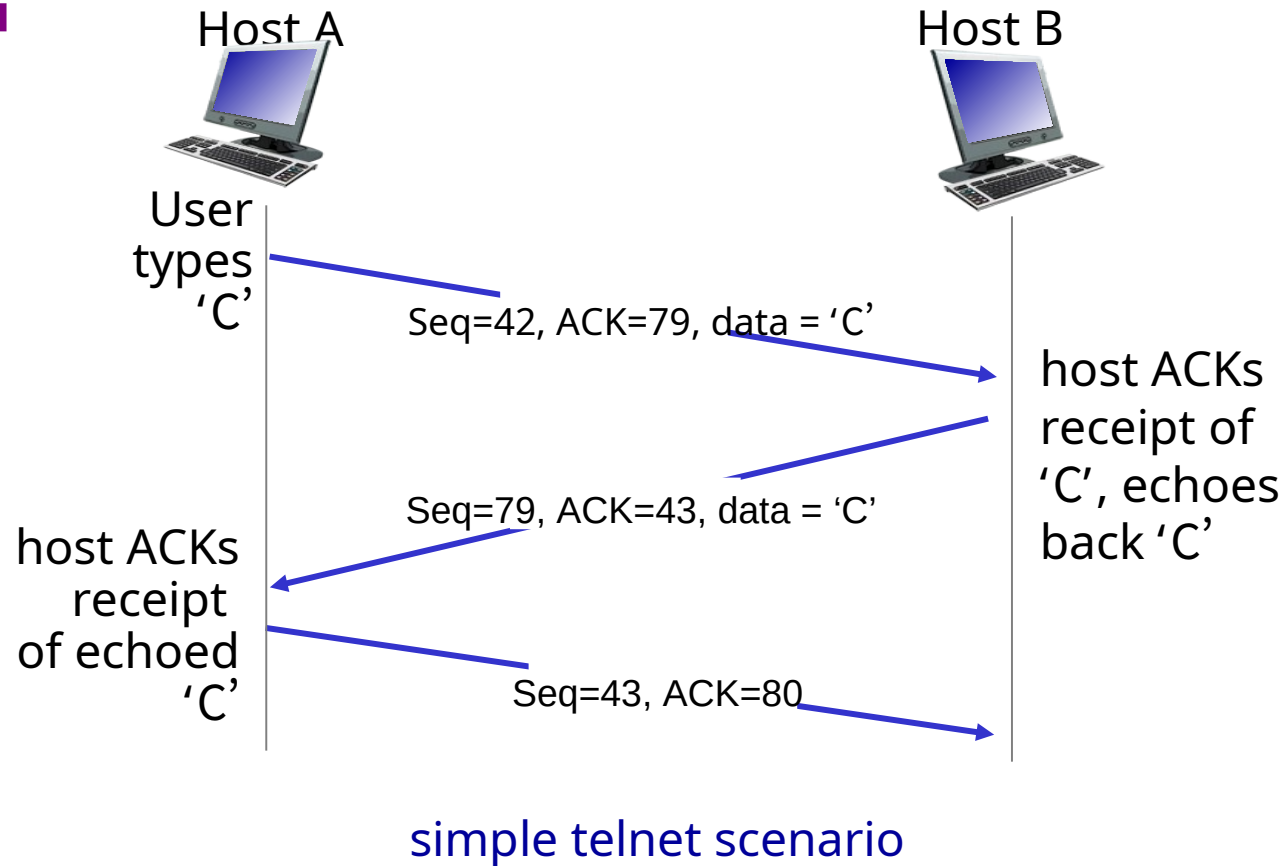 Host A
Host B
User
types
‘C’
Seq=42, ACK=79, data = ‘C’
host ACKs
receipt of
‘C’, echoes
back ‘C’
Seq=79, ACK=43, data = ‘C’
host ACKs
receipt
of echoed
‘C’
Seq=43, ACK=80
simple telnet scenario